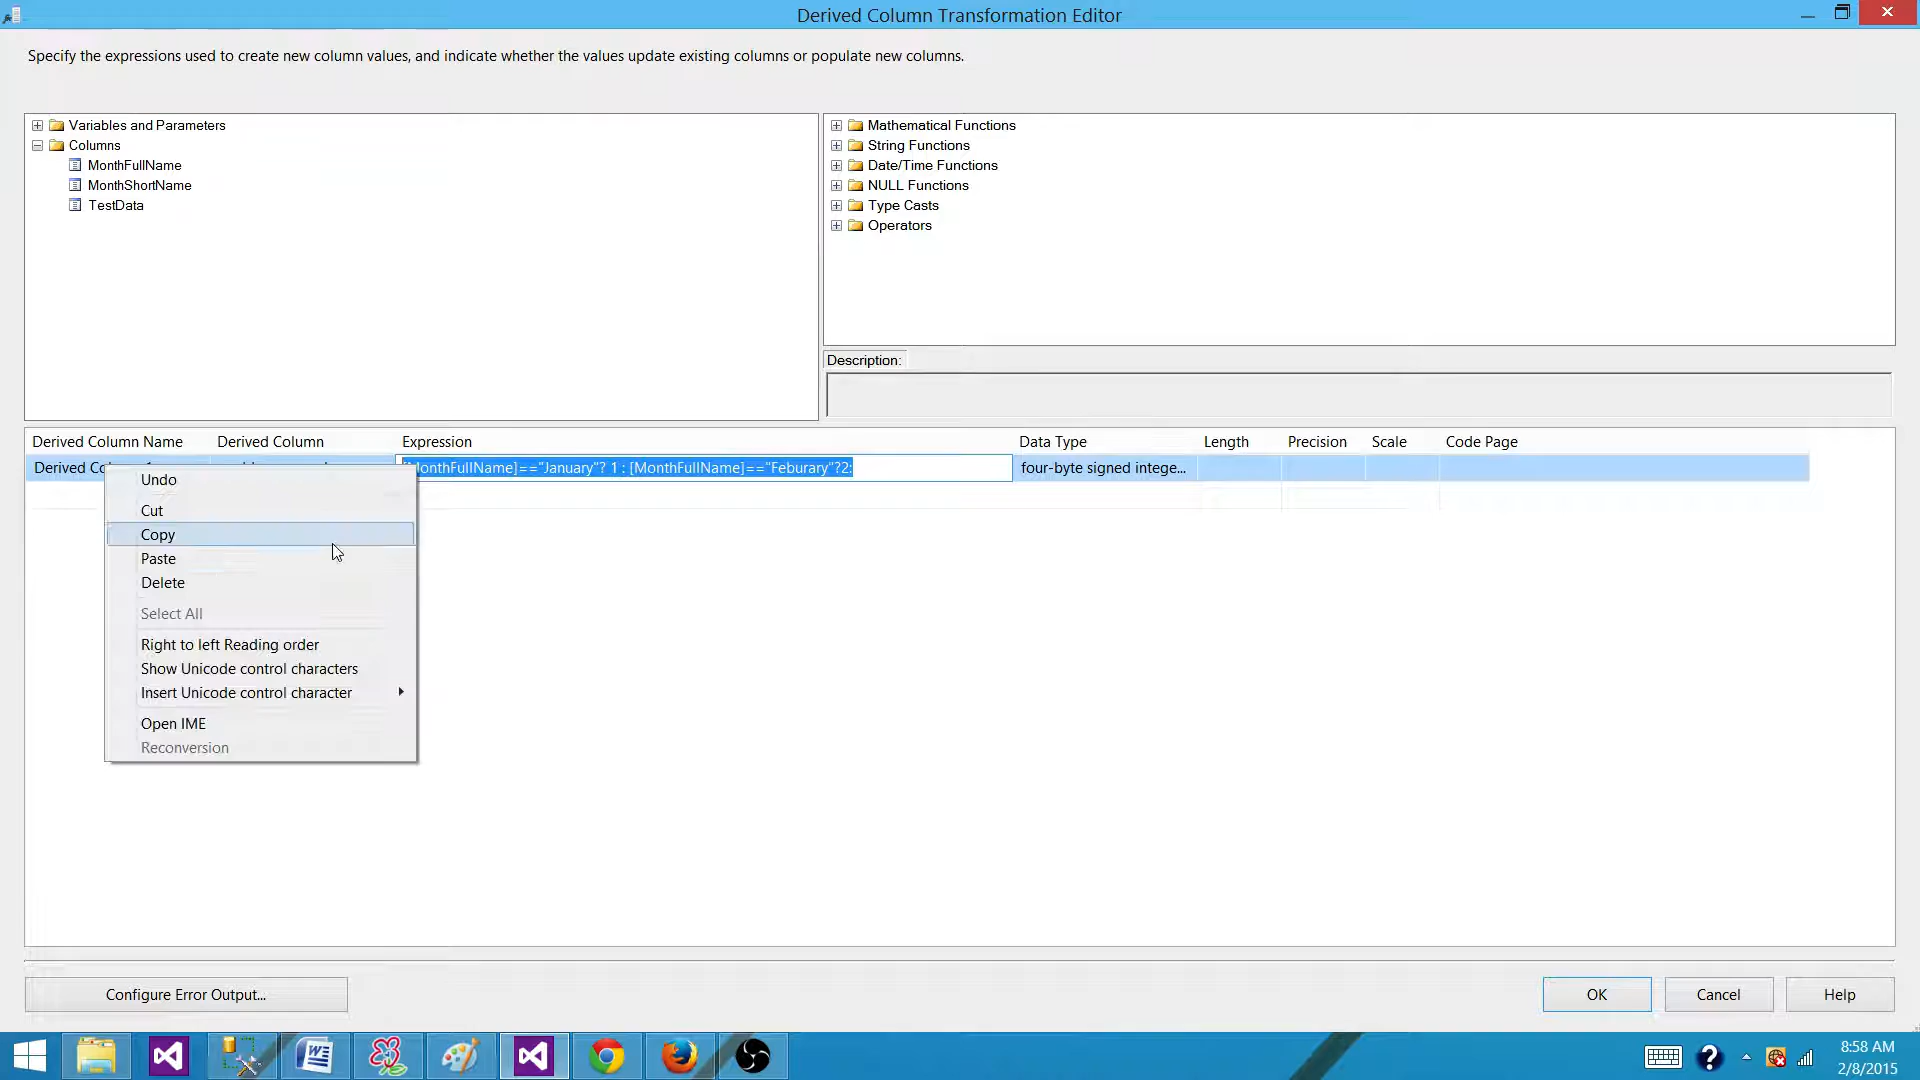 Derived Column Transformation Editor
Specify the expressions used to create new column values, and indicate whether the values update existing columns or populate new columns.
Variables and Parameters
Columns
MonthFullName
MonthShortName
TestData
Mathematical Functions
String Functions
Date/Time Functions
NULL Functions
Type Casts
Operators
Description:
Derived Column Name Derived Column Expression Data Type Length Precision Scale Code Page
Derived MonthFullName]=="January"? 1 : [MonthFullName]=="Feburary"?2: four-byte signed intege...
Undo
Cut
Copy
Paste
Delete
Select All
Right to left Reading order
Show Unicode control characters
Insert Unicode control character
Open IME
Reconversion
Configure Error Output...
OK Cancel Help
8:58 AM
2/8/2015